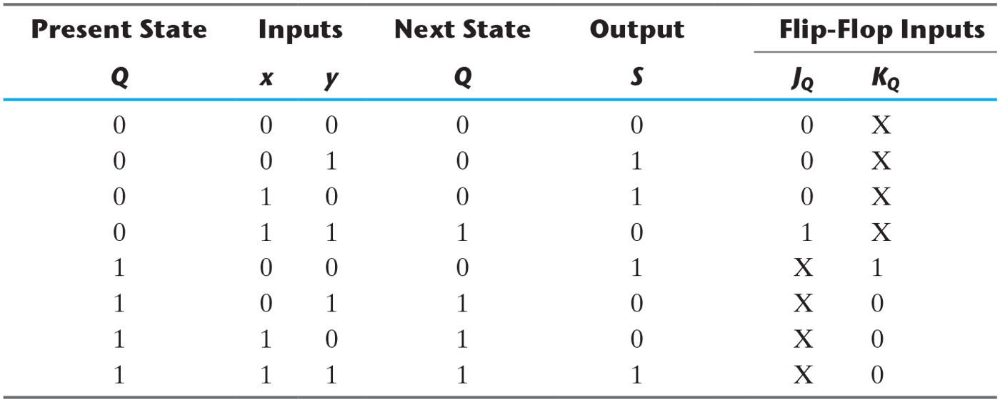 Present State Inputs Next State Output Flip-Flop Inputs
Q x y Q S JQ KQ
0 0 0 0 0 0 X
0 0 1 0 1 0 X
0 1 0 0 1 0 X
0 1 1 1 0 1 X
1 0 0 0 1 X 1
1 0 1 1 0 X 0
1 1 0 1 0 X 0
1 1 1 1 1 X 0